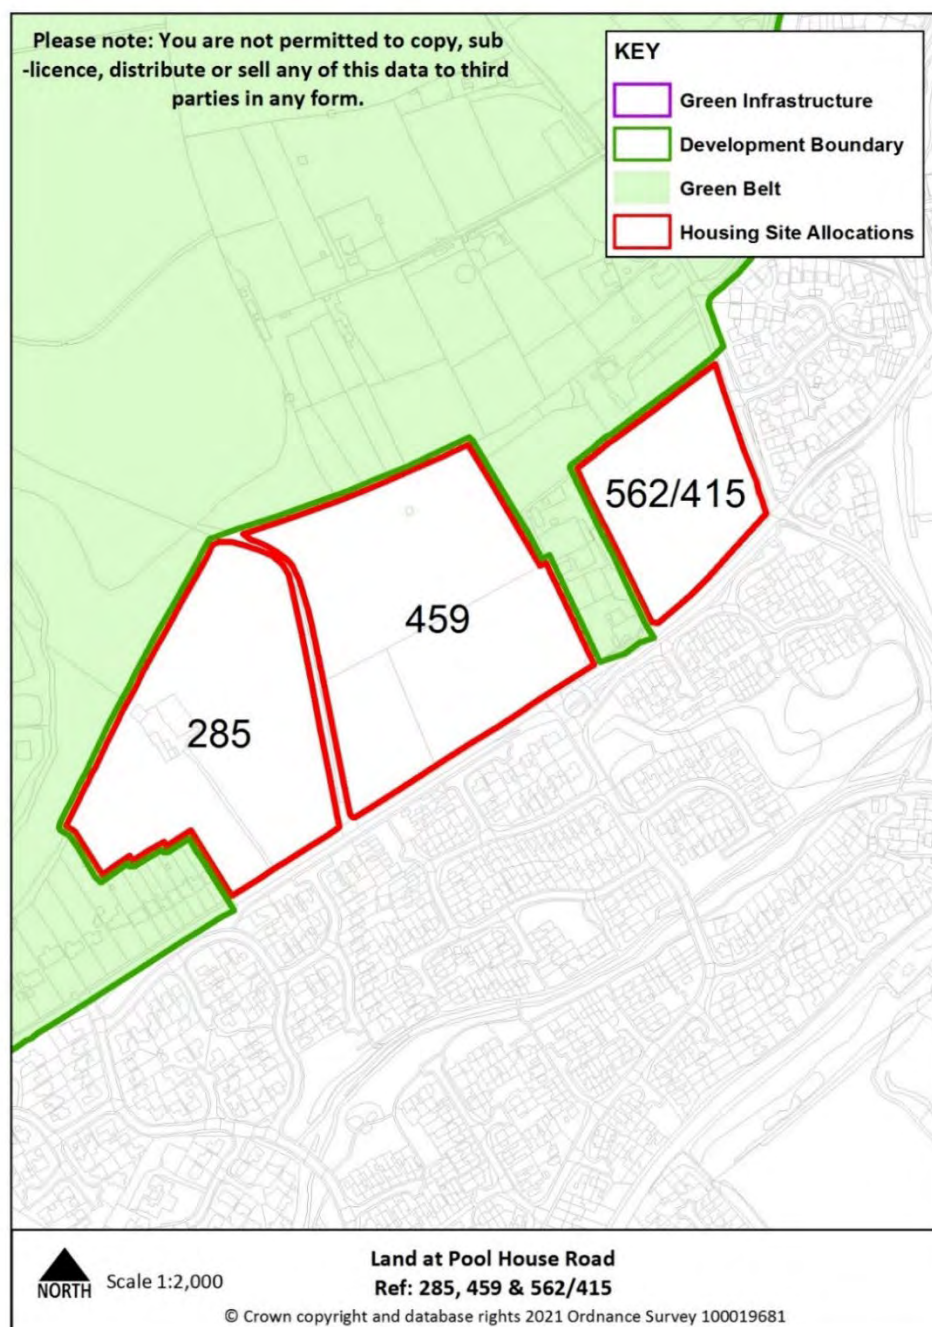 Please note: You are not permitted to copy, sub
-licence, distribute or sell any of this data to third
parties in any form.
KEY
Green Infrastructure
Development Boundary
Green Belt
Housing Site Allocations
562/415
459
285
NORTH
Scale 1:2,000
Land at Pool House Road
Ref: 285, 459 & 562/415
© Crown copyright and database rights 2021 Ordnance Survey 100019681